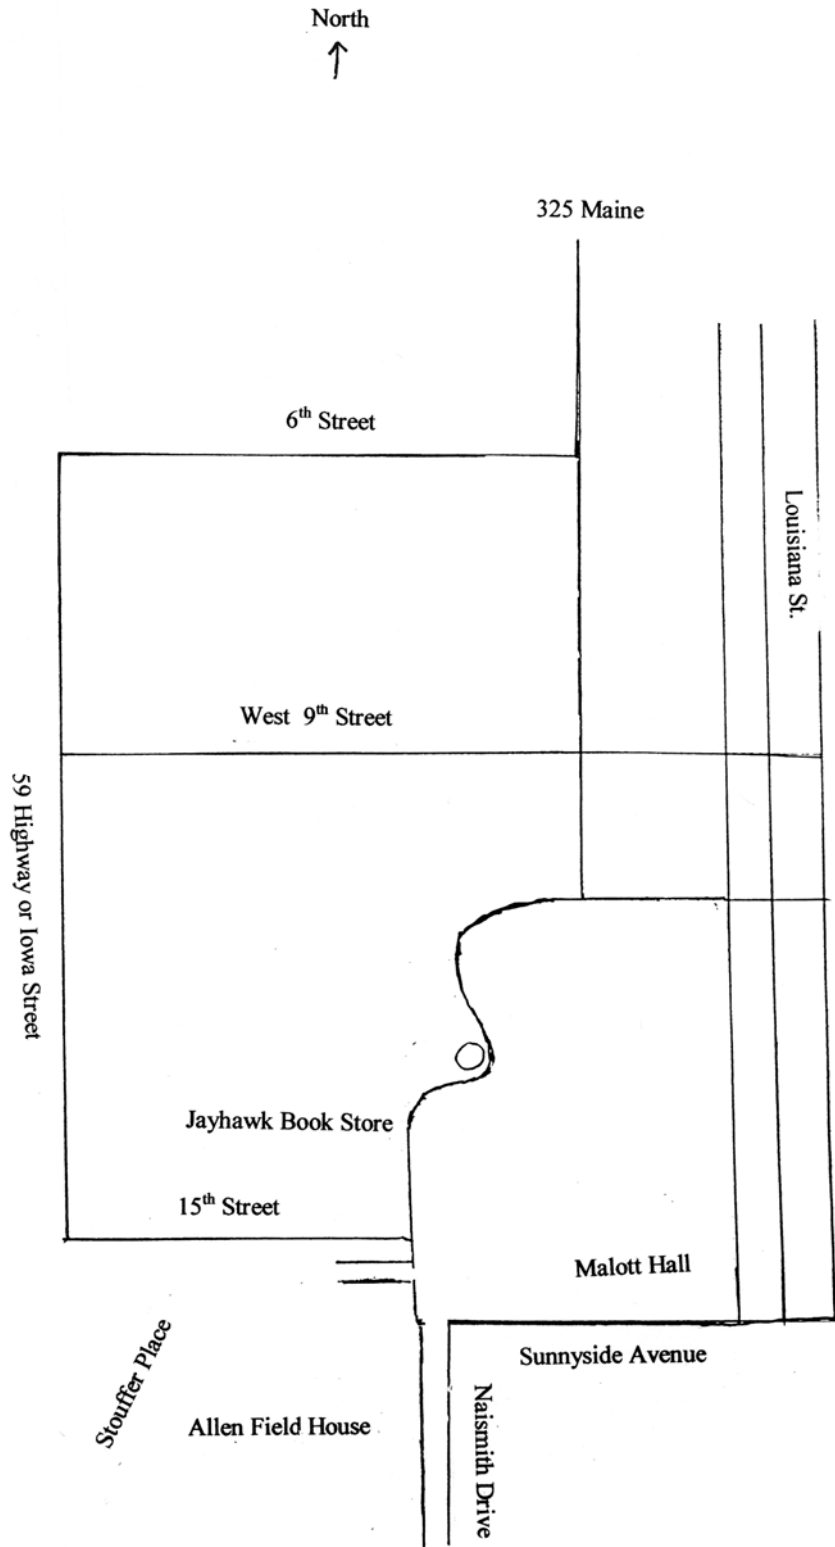 North
325 Maine
6th Street
Louisiana St.
West 9th Street
59 Highway or Iowa Street
Jayhawk Book Store
15th Street
Malott Hall
Sunnyside Avenue
Stouffer Place
Allen Field House
Naismith Drive